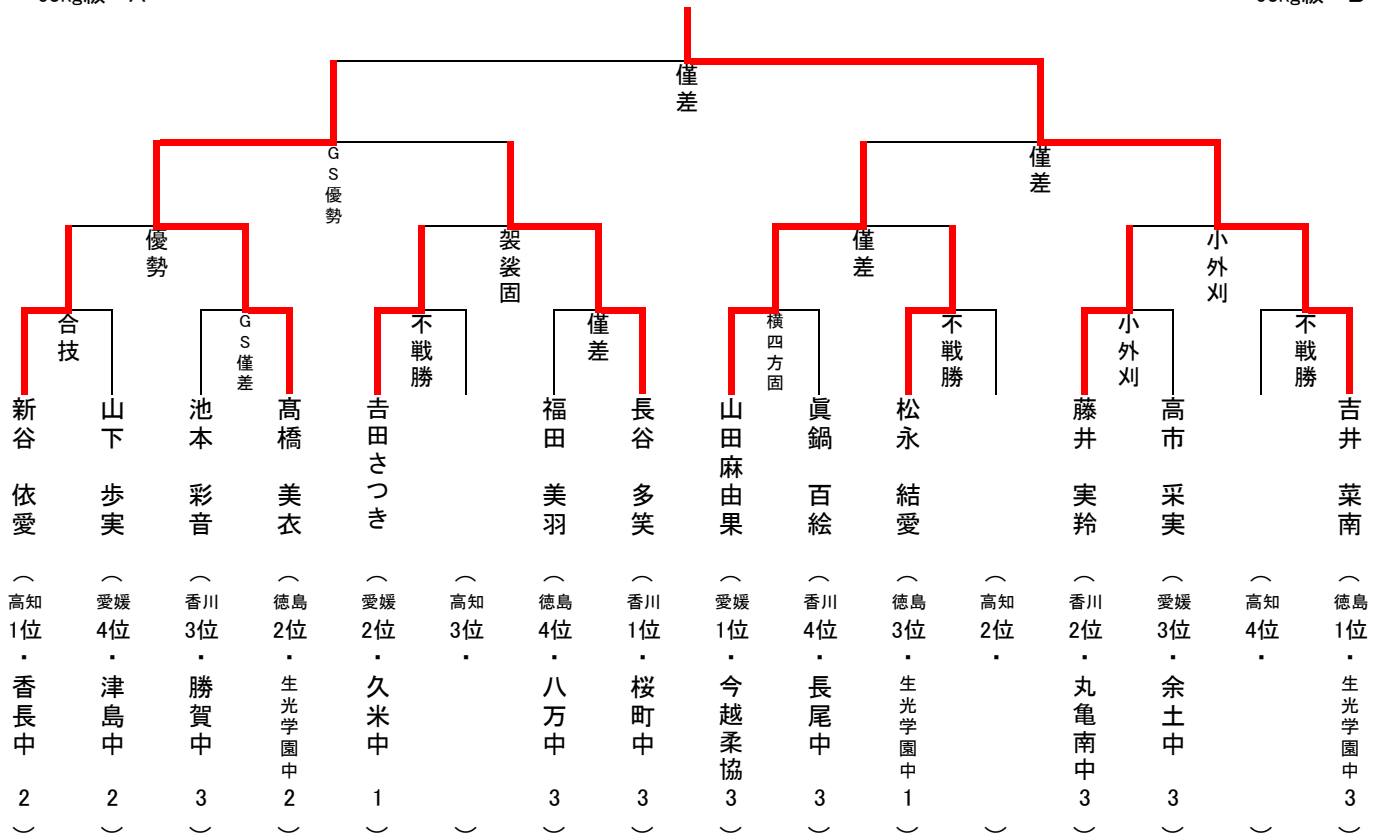 僅差
GS優勢
僅差
優勢
袈裟固
僅差
小外刈
合技
GS僅差
不戦勝
僅差
横四方固
不戦勝
小外刈
不戦勝
新谷 依愛 (高知1位・香長中 2)
山下 歩実 (愛媛4位・津島中 2)
池本 彩音 (香川3位・勝賀中 3)
髙橋 美衣 (徳島2位・生光学園中 2)
𠮷田さつき (愛媛2位・久米中 1)
(高知3位・ )
福田 美羽 (徳島4位・八万中 3)
長谷 多笑 (香川1位・桜町中 3)
山田麻由果 (愛媛1位・今越柔協 3)
眞鍋 百絵 (香川4位・長尾中 3)
松永 結愛 (徳島3位・生光学園中 1)
(高知2位・ )
藤井 実羚 (香川2位・丸亀南中 3)
高市 采実 (愛媛3位・余土中 3)
(高知4位・ )
吉井 菜南 (徳島1位・生光学園中 3)